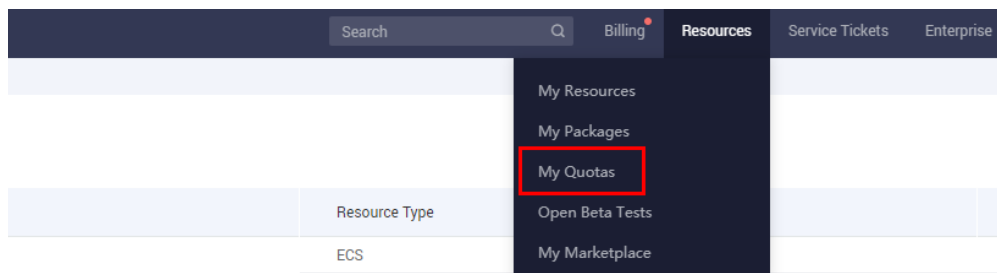 Search Billing Resources Service Tickets Enterprise
My Resources
My Packages
My Quotas
Resource Type Open Beta Tests
ECS My Marketplace